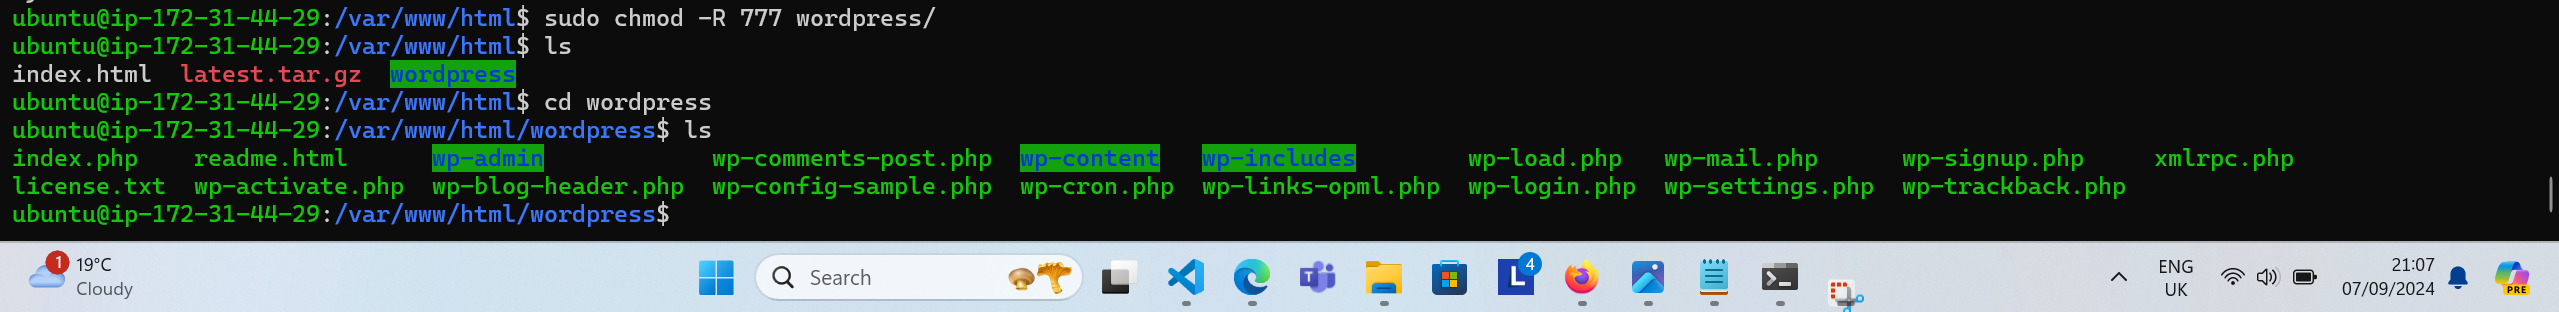 ubuntu@ip-172-31-44-29:/var/www/html$ sudo chmod -R 777 wordpress/
ubuntu@ip-172-31-44-29:/var/www/html$ ls
index.html  latest.tar.gz  wordpress
ubuntu@ip-172-31-44-29:/var/www/html$ cd wordpress
ubuntu@ip-172-31-44-29:/var/www/html/wordpress$ ls
index.php    readme.html      wp-admin            wp-comments-post.php  wp-content   wp-includes        wp-load.php   wp-mail.php      wp-signup.php     xmlrpc.php
license.txt  wp-activate.php  wp-blog-header.php  wp-config-sample.php  wp-cron.php  wp-links-opml.php  wp-login.php  wp-settings.php  wp-trackback.php
ubuntu@ip-172-31-44-29:/var/www/html/wordpress$
1 19°C
Cloudy
Search
T
L
4
ENG
UK
21:07
07/09/2024
PRE